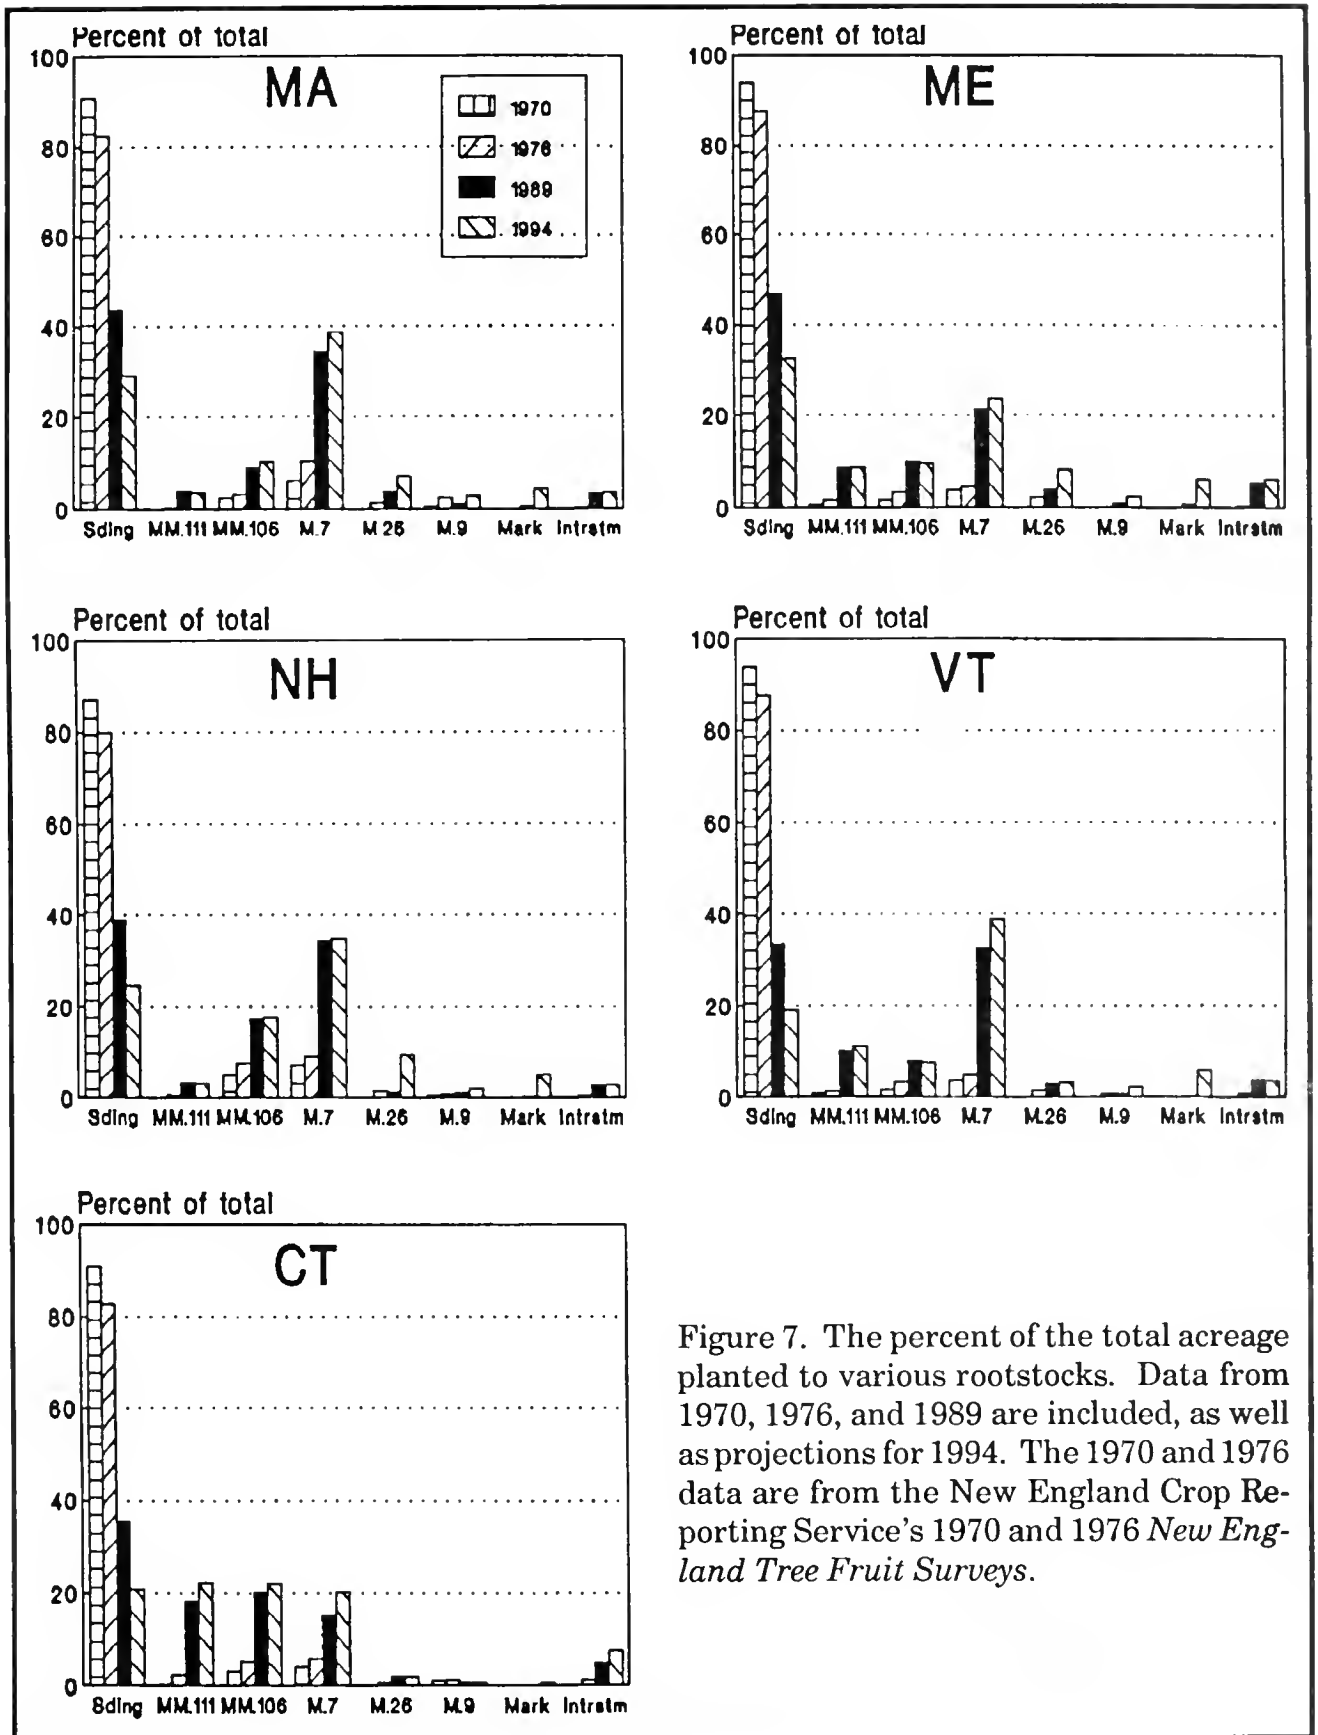 Percent of total
MA
100
80
60
40
20
0
1970
1976
1989
1994
Sdlng MM.111 MM.106 M.7 M.26 M.9 Mark Intrstm
Percent of total
ME
100
80
60
40
20
0
Sdlng MM.111 MM.106 M.7 M.26 M.9 Mark Intrstm
Percent of total
NH
100
80
60
40
20
0
Sdlng MM.111 MM.106 M.7 M.26 M.9 Mark Intrstm
Percent of total
VT
100
80
60
40
20
0
Sdlng MM.111 MM.106 M.7 M.26 M.9 Mark Intrstm
Percent of total
CT
100
80
60
40
20
0
Sdlng MM.111 MM.106 M.7 M.26 M.9 Mark Intrstm
Figure 7. The percent of the total acreage
planted to various rootstocks. Data from
1970, 1976, and 1989 are included, as well
as projections for 1994. The 1970 and 1976
data are from the New England Crop Re-
porting Service's 1970 and 1976 New Eng-
land Tree Fruit Surveys.